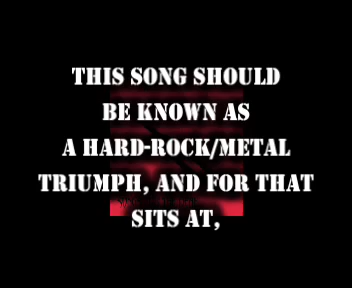 THIS SONG SHOULD
BE KNOWN AS
A HARD-ROCK/METAL
TRIUMPH, AND FOR THAT
SITS AT,